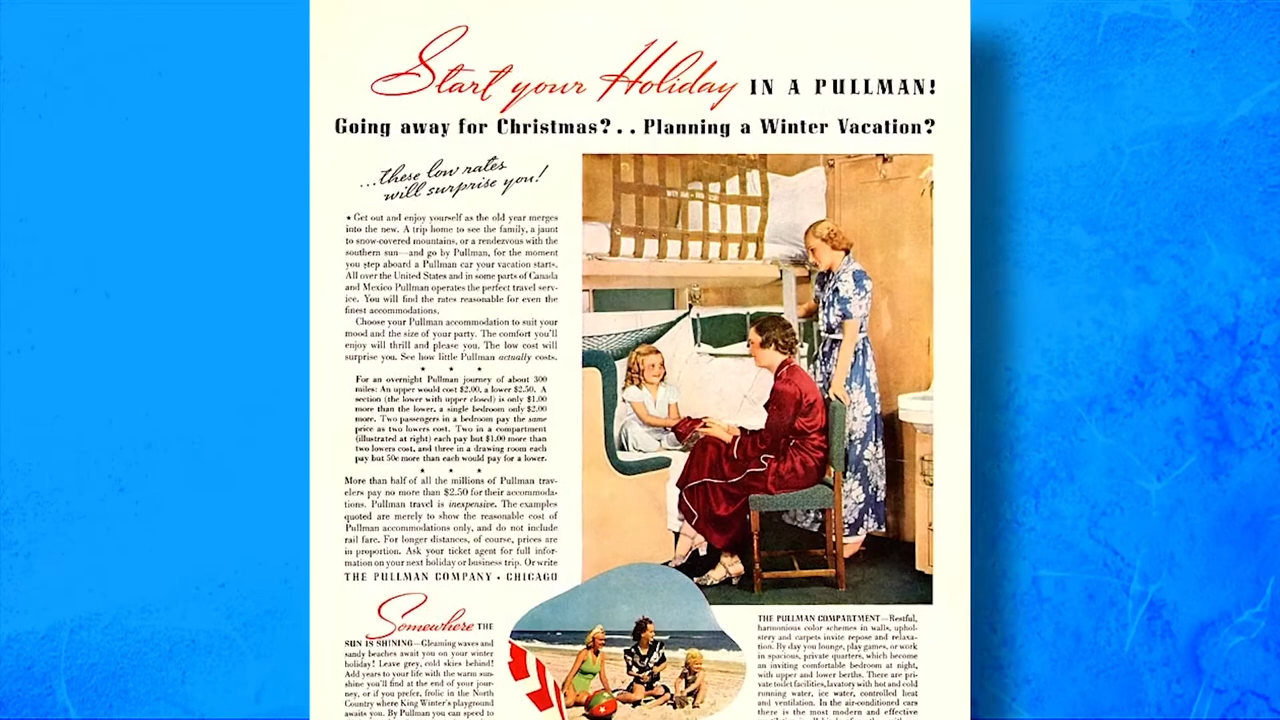 Start your Holiday IN A PULLMAN!
Going away for Christmas?.. Planning a Winter Vacation?
...these low rates
will surprise you!
★ Get out and enjoy yourself as the old year merges
into the new. A trip home to see the family, a jaunt
to snow-covered mountains, or a rendezvous with the
southern sun—and go by Pullman, for the moment
you step aboard a Pullman car your vacation starts.
All over the United States and in some parts of Canada
and Mexico Pullman operates the perfect travel serv-
ice. You will find the rates reasonable for even the
finest accommodations.
Choose your Pullman accommodation to suit your
mood and the size of your party. The comfort you'll
enjoy will thrill and please you. The low cost will
surprise you. See how little Pullman actually costs.
★ ★ ★
For an overnight Pullman journey of about 300
miles: An upper would cost $2.00, a lower $2.50. A
section (the lower with upper closed) is only $1.00
more than the lower, a single bedroom only $2.00
more. Two passengers in a bedroom pay the same
price as two lowers cost. Two in a compartment
(illustrated at right) each pay but $1.00 more than
two lowers cost, and three in a drawing room each
pay but 50c more than each would pay for a lower.
★ ★ ★
More than half of all the millions of Pullman trav-
elers pay no more than $2.50 for their accommoda-
tions. Pullman travel is inexpensive. The examples
quoted are merely to show the reasonable cost of
Pullman accommodations only, and do not include
rail fare. For longer distances, of course, prices are
in proportion. Ask your ticket agent for full infor-
mation on your next holiday or business trip. Or write
THE PULLMAN COMPANY • CHICAGO
Somewhere THE
SUN IS SHINING—Gleaming waves and
sandy beaches await you on your winter
holiday! Leave grey, cold skies behind!
Add years to your life with the warm sun-
shine you'll find at the end of your jour-
ney, or if you prefer, frolic in the North
Country where King Winter's playground
awaits you. By Pullman you can speed to
THE PULLMAN COMPARTMENT—Restful,
harmonious color schemes in walls, uphol-
stery and carpets invite repose and relaxa-
tion. By day you lounge, play games, or work
in spacious, private quarters, which become
an inviting comfortable bedroom at night,
with upper and lower berths. There are pri-
vate toilet facilities, lavatory with hot and cold
running water, ice water, controlled heat
and ventilation. In the air-conditioned cars
there is the most modern and effective